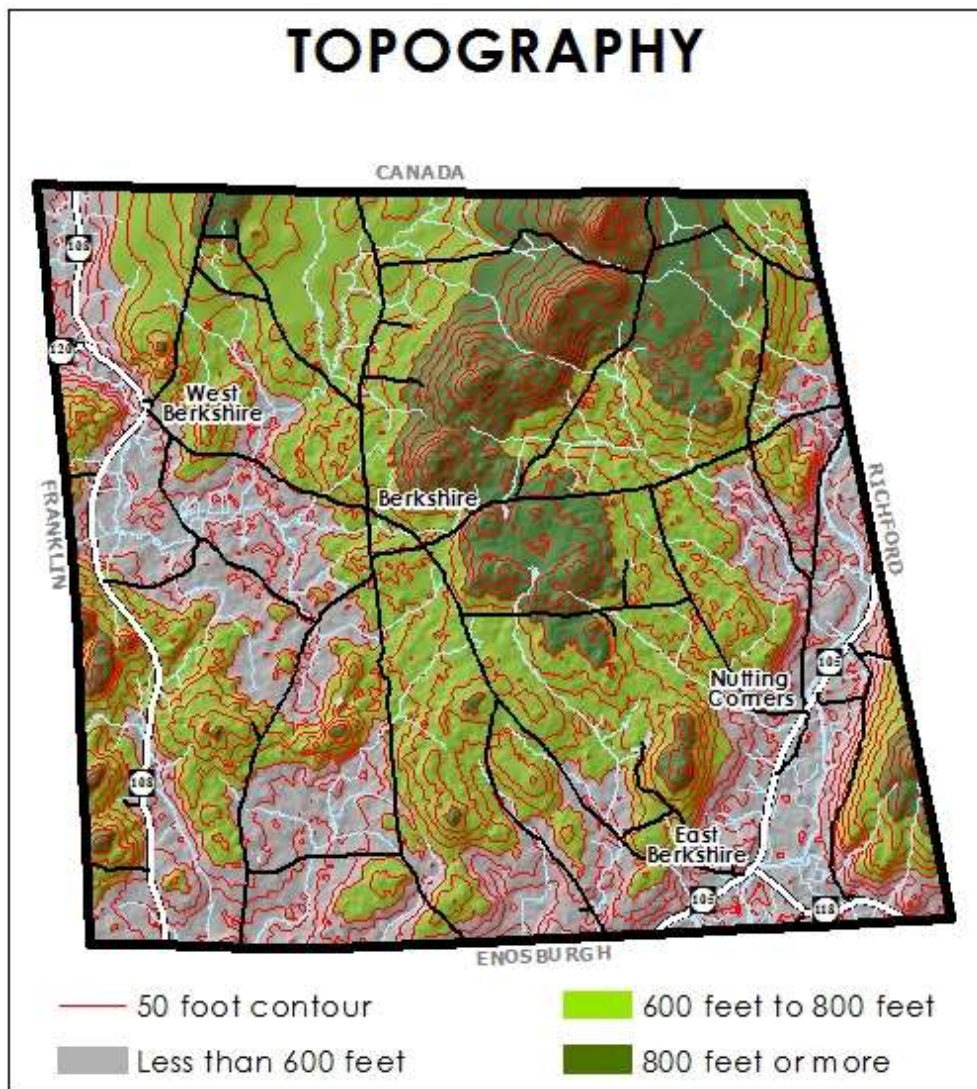 TOPOGRAPHY
CANADA
108
120
West
Berkshire
Berkshire
FRANKLIN
RICHFORD
105
Nutting
Corners
108
East
Berkshire
105
118
ENOSBURGH
50 foot contour
600 feet to 800 feet
Less than 600 feet
800 feet or more